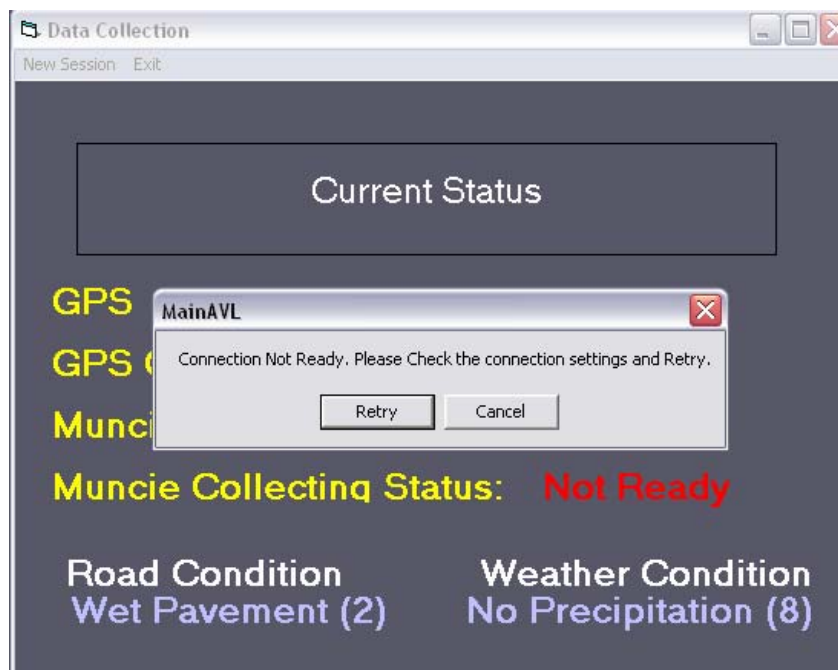 Data Collection
New Session Exit
Current Status
GPS
MainAVL
GPS
Connection Not Ready. Please Check the connection settings and Retry.
Retry Cancel
Muncie Collecting Status: Not Ready
Road Condition Weather Condition
Wet Pavement (2) No Precipitation (8)